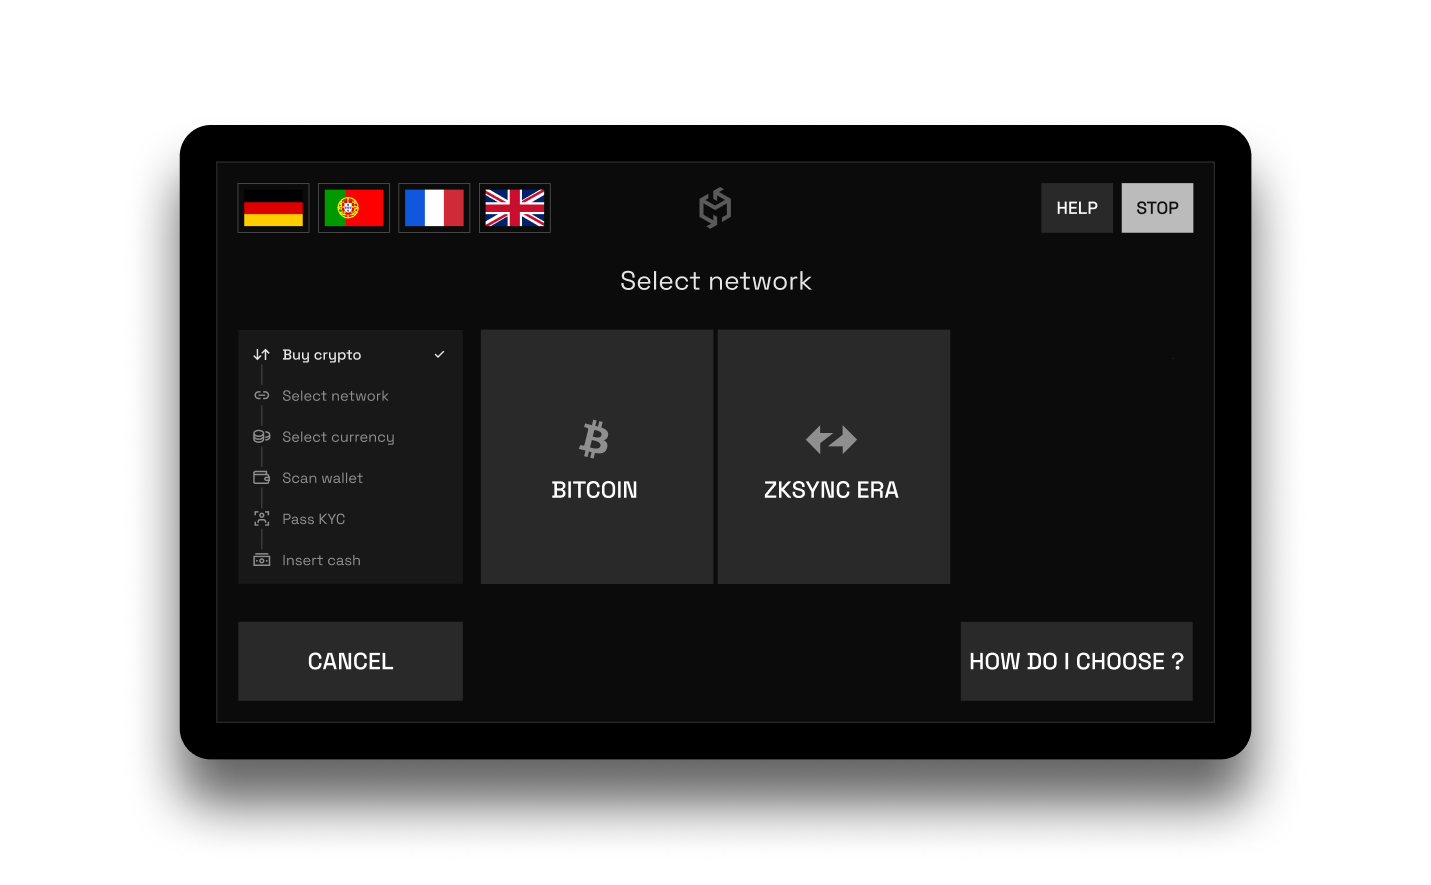 HELP
STOP
Select network
Buy crypto
Select network
Select currency
Scan wallet
Pass KYC
Insert cash
BITCOIN
ZKSYNC ERA
CANCEL
HOW DO I CHOOSE ?